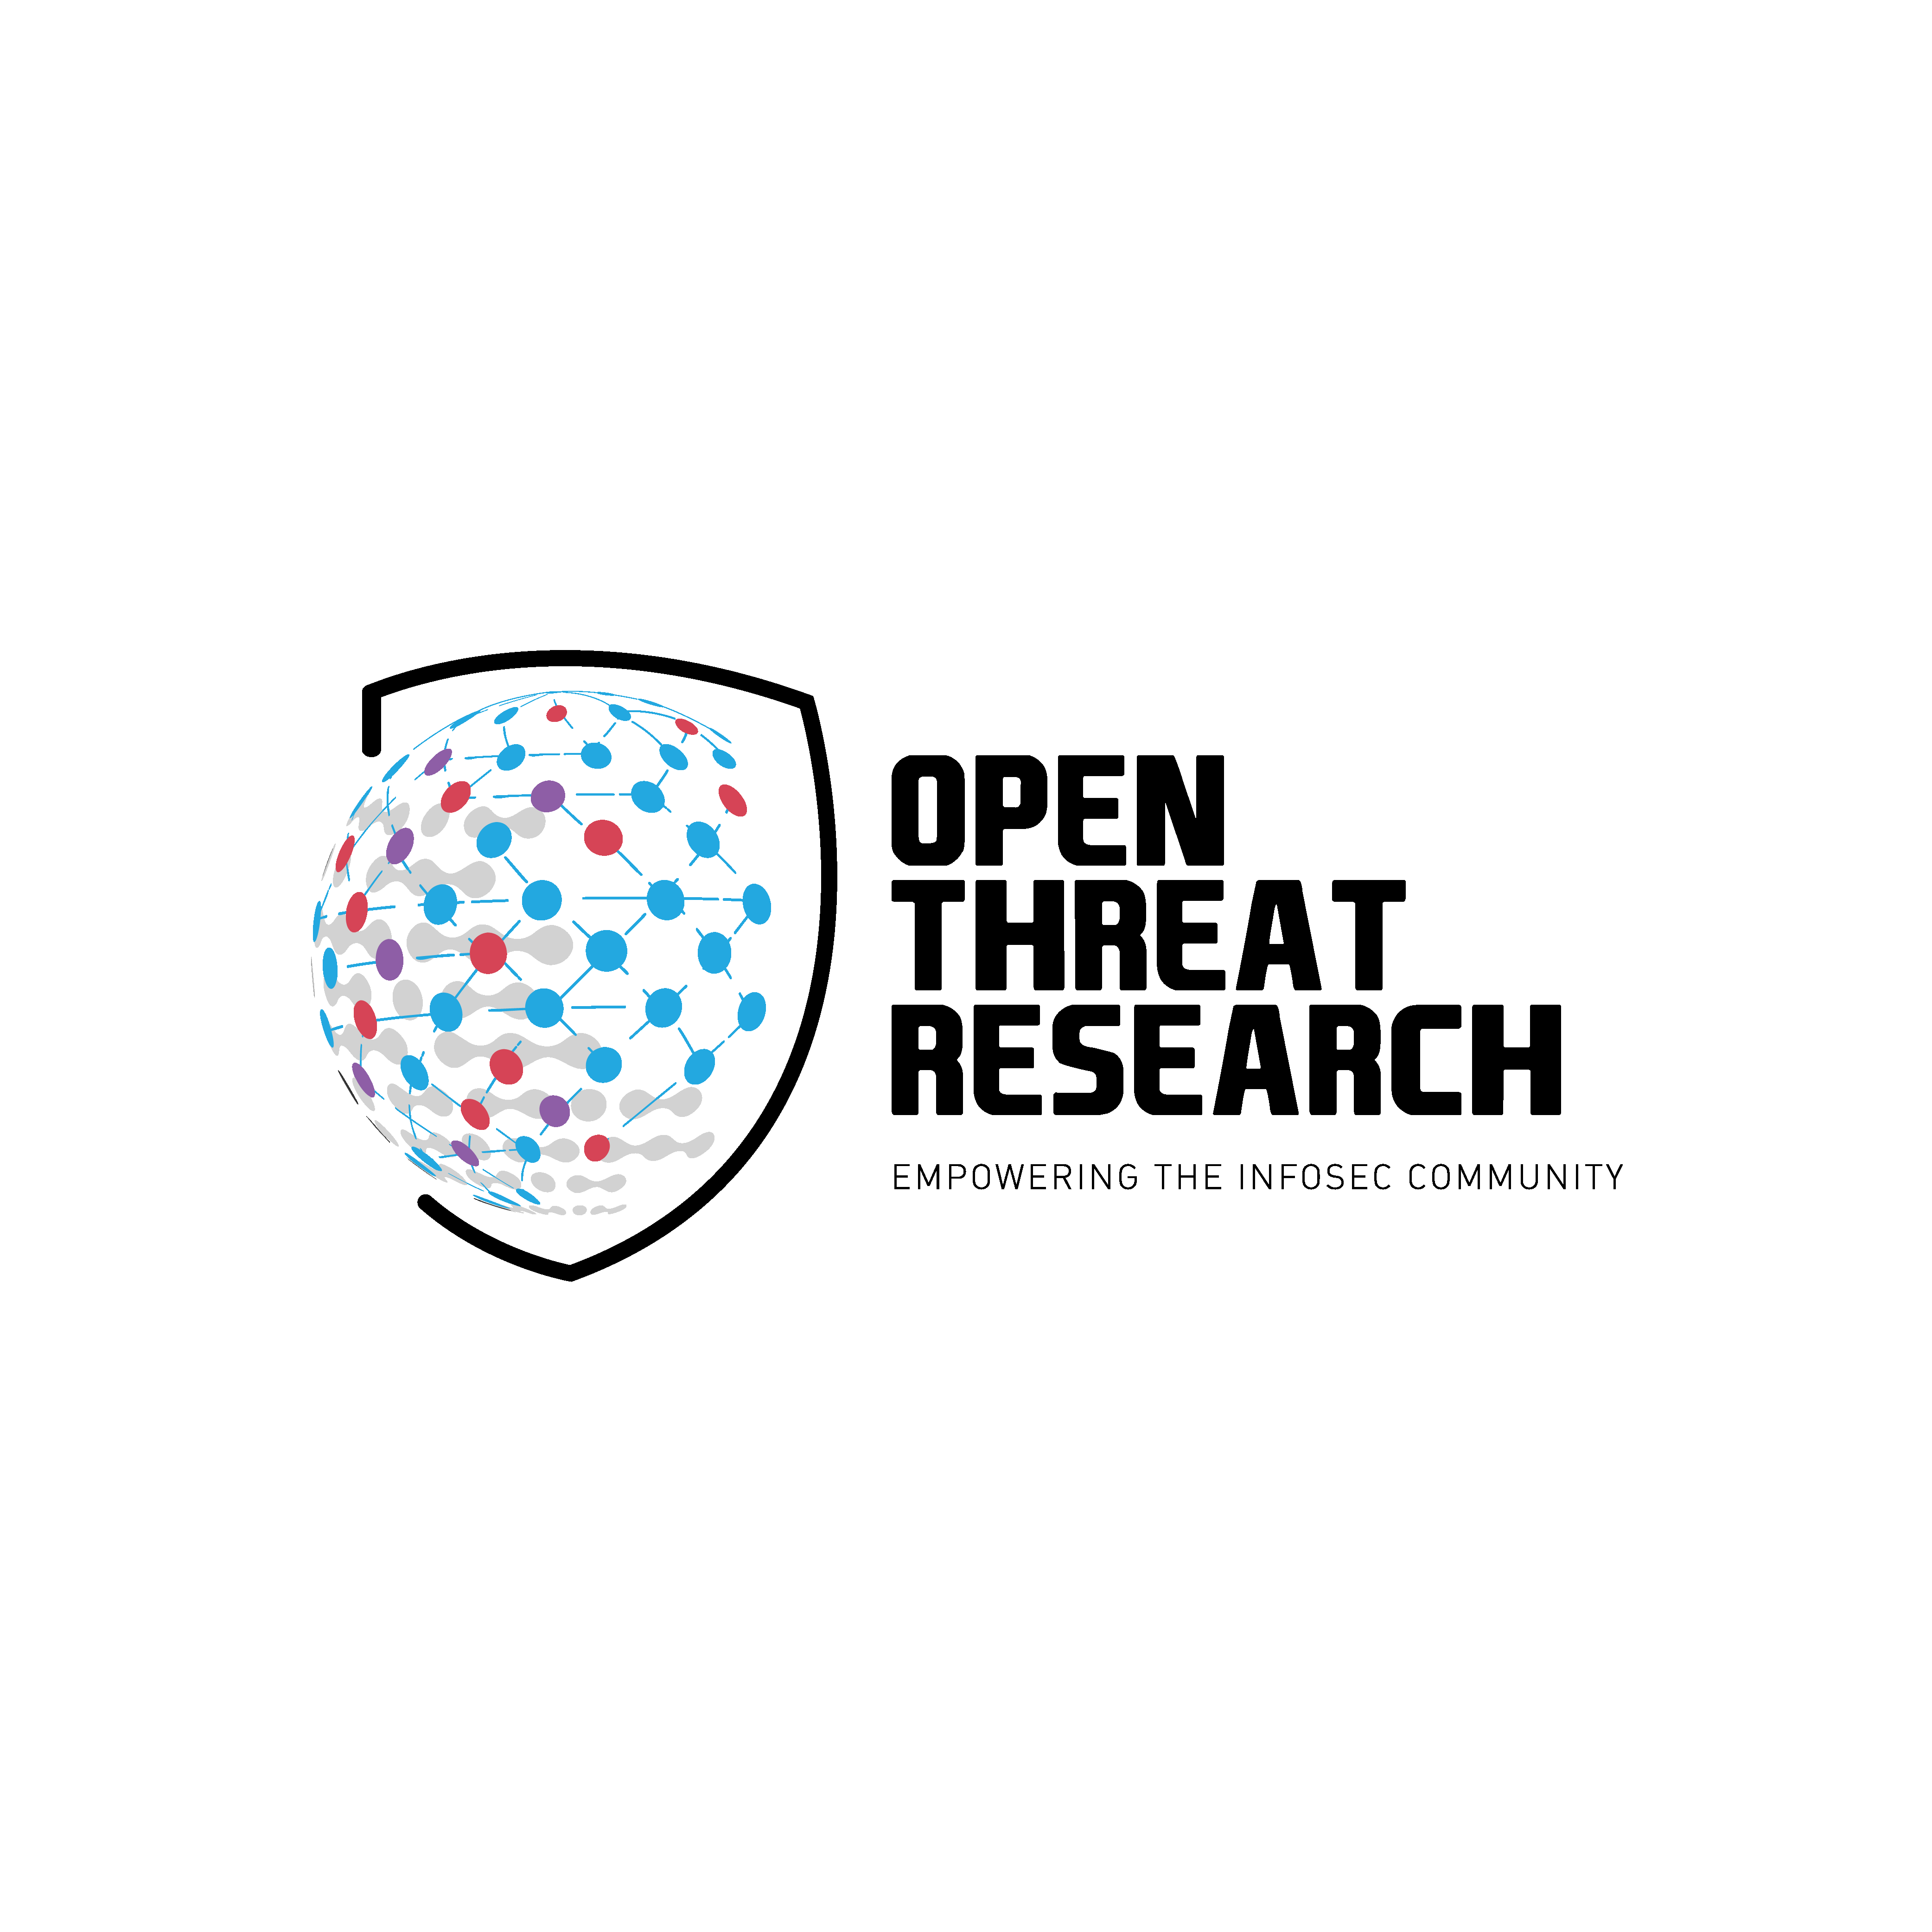 OPEN
THREAT
RESEARCH
EMPOWERING THE INFOSEC COMMUNITY